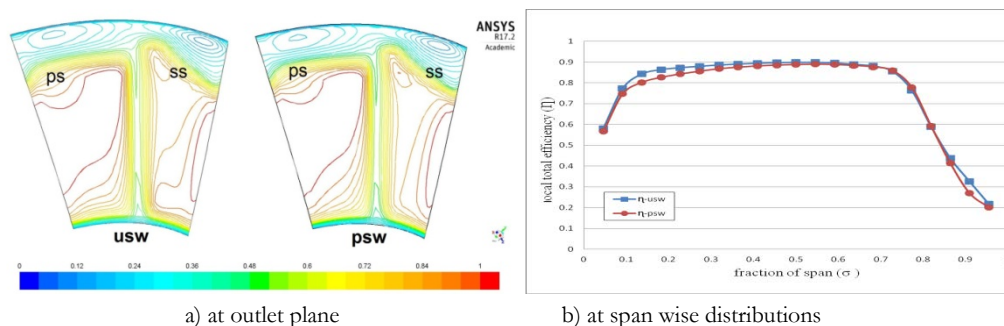 ANSYS
R17.2
Academic
ps
ss
ps
ss
usw
psw
0 0.12 0.24 0.36 0.48 0.6 0.72 0.84 1
a) at outlet plane
local total efficiency (η)
1
0.9
0.8
0.7
0.6
0.5
0.4
0.3
0.2
0.1
0
η-usw
η-psw
0 0.1 0.2 0.3 0.4 0.5 0.6 0.7 0.8 0.9
fraction of span (σ )
b) at span wise distributions